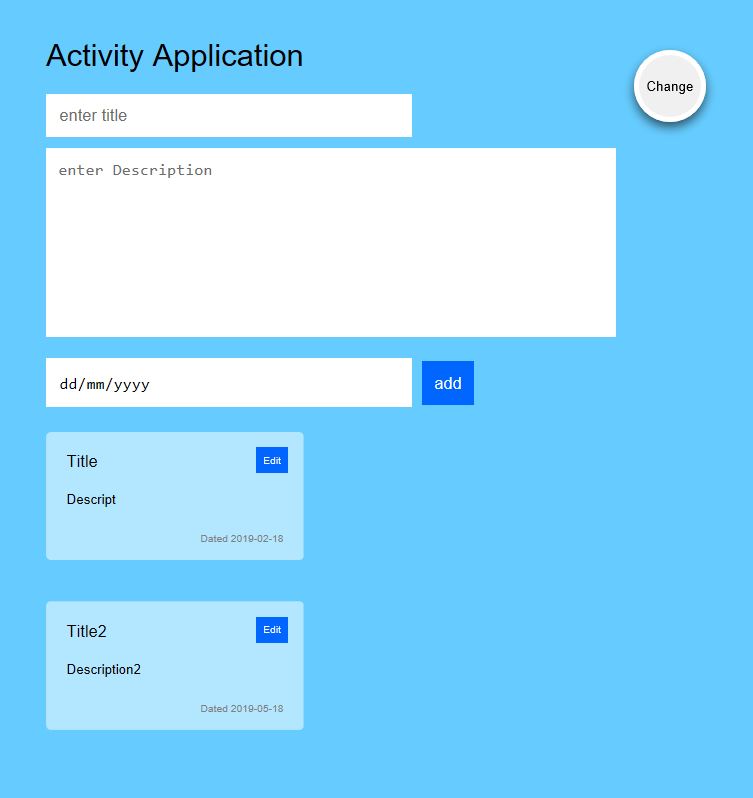 Activity Application
Change
enter title
enter Description
dd/mm/yyyy
add
Title
Edit
Descript
Dated 2019-02-18
Title2
Edit
Description2
Dated 2019-05-18